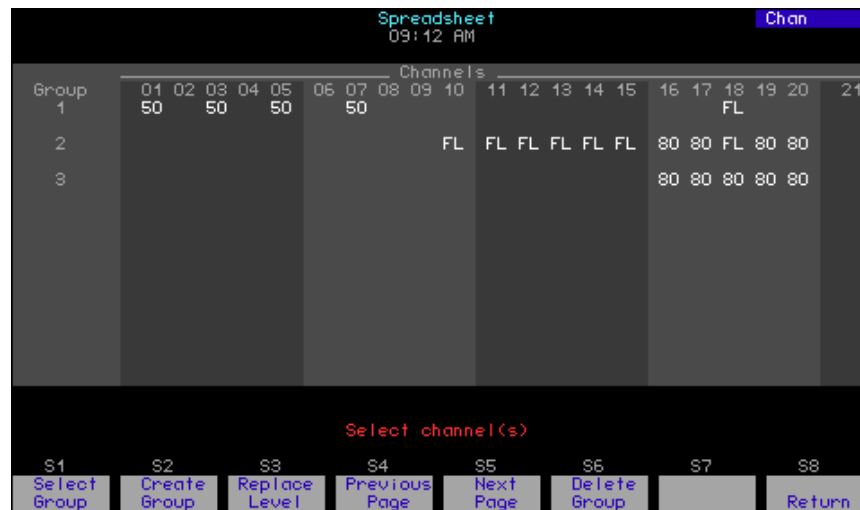 Spreadsheet Chan
09:12 AM
Channels
Group 01 02 03 04 05 06 07 08 09 10 11 12 13 14 15 16 17 18 19 20 21
1 50 50 50 50 FL
2 FL FL FL FL FL FL 80 80 FL 80 80
3 80 80 80 80 80
Select channel(s)
S1 S2 S3 S4 S5 S6 S7 S8
Select Create Replace Previous Next Delete
Group Group Level Page Page Group Return